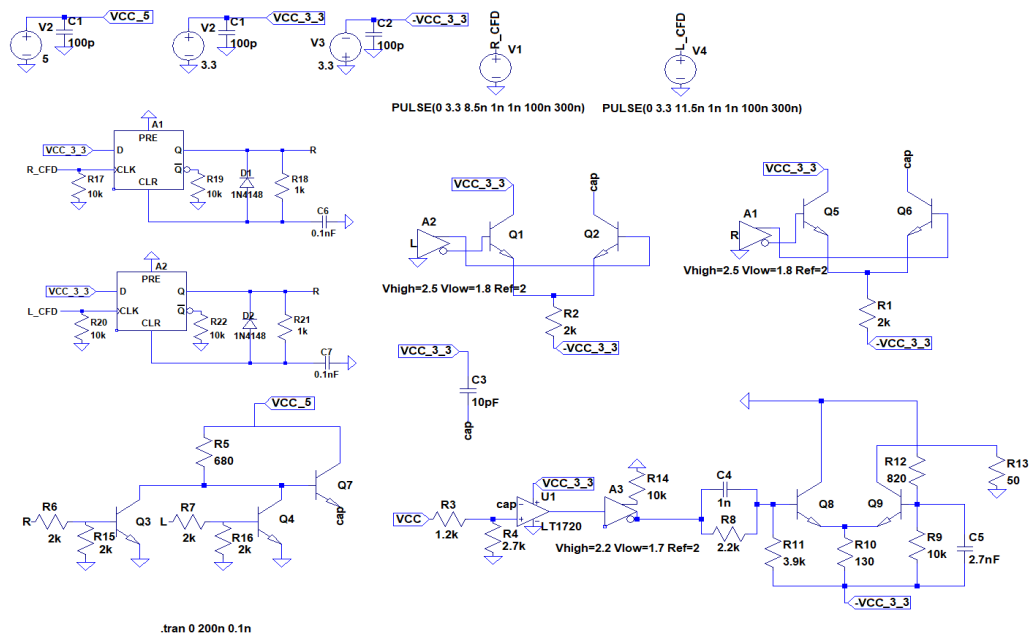 VCC_5
V2
C1
100p
5
VCC_3_3
V2
C1
100p
3.3
-VCC_3_3
V3
C2
100p
3.3
R_CFD
V1
PULSE(0 3.3 8.5n 1n 1n 100n 300n)
L_CFD
V4
PULSE(0 3.3 11.5n 1n 1n 100n 300n)
A1
PRE
VCC_3_3
D
Q
R
R_CFD
CLK
Q
CLR
R17
10k
R19
10k
D1
1N4148
R18
1k
C6
0.1nF
A2
PRE
VCC_3_3
D
Q
R
L_CFD
CLK
Q
CLR
R20
10k
R22
10k
D2
1N4148
R21
1k
C7
0.1nF
VCC_3_3
cap
A2
L
Q1
Q2
Vhigh=2.5 Vlow=1.8 Ref=2
R2
2k
-VCC_3_3
VCC_3_3
cap
A1
R
Q5
Q6
Vhigh=2.5 Vlow=1.8 Ref=2
R1
2k
-VCC_3_3
VCC_3_3
C3
10pF
cap
VCC_5
R5
680
Q7
cap
R6
R
2k
R15
2k
Q3
R7
L
2k
R16
2k
Q4
VCC
R3
1.2k
R4
2.7k
cap
VCC_3_3
U1
LT1720
A3
R14
10k
Vhigh=2.2 Vlow=1.7 Ref=2
C4
1n
R8
2.2k
R11
3.9k
Q8
Q9
R10
130
R12
820
R9
10k
C5
2.7nF
R13
50
-VCC_3_3
.tran 0 200n 0.1n